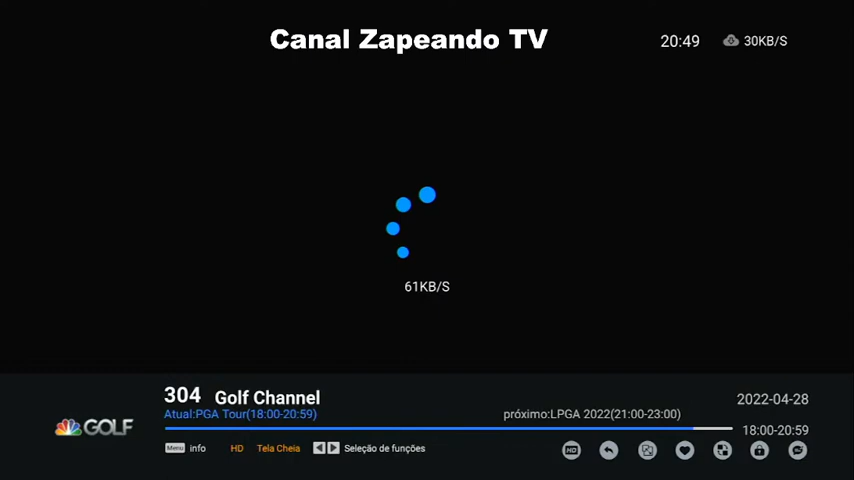 Canal Zapeando TV
20:49
30KB/S
61KB/S
304 Golf Channel
2022-04-28
Atual:PGA Tour(18:00-20:59)
próximo:LPGA 2022(21:00-23:00)
GOLF
18:00-20:59
Menu info
HD
Tela Cheia
Seleção de funções
HD